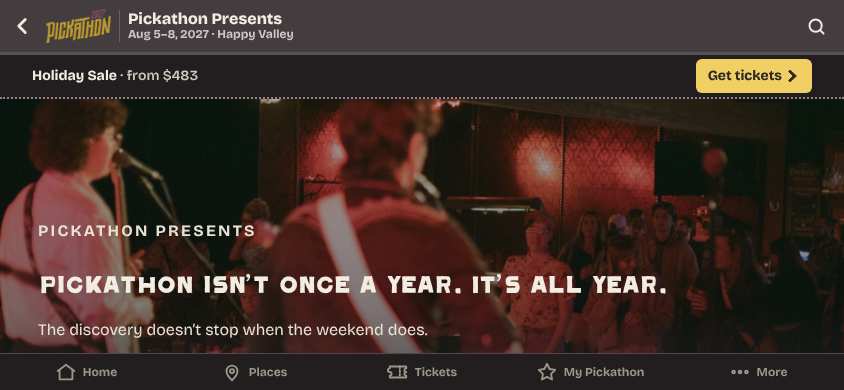 PICKATHON
Pickathon Presents
Aug 5–8, 2027 · Happy Valley
Holiday Sale · from $483
Get tickets
PICKATHON PRESENTS
PICKATHON ISN'T ONCE A YEAR. IT'S ALL YEAR.
The discovery doesn't stop when the weekend does.
Home
Places
Tickets
My Pickathon
More